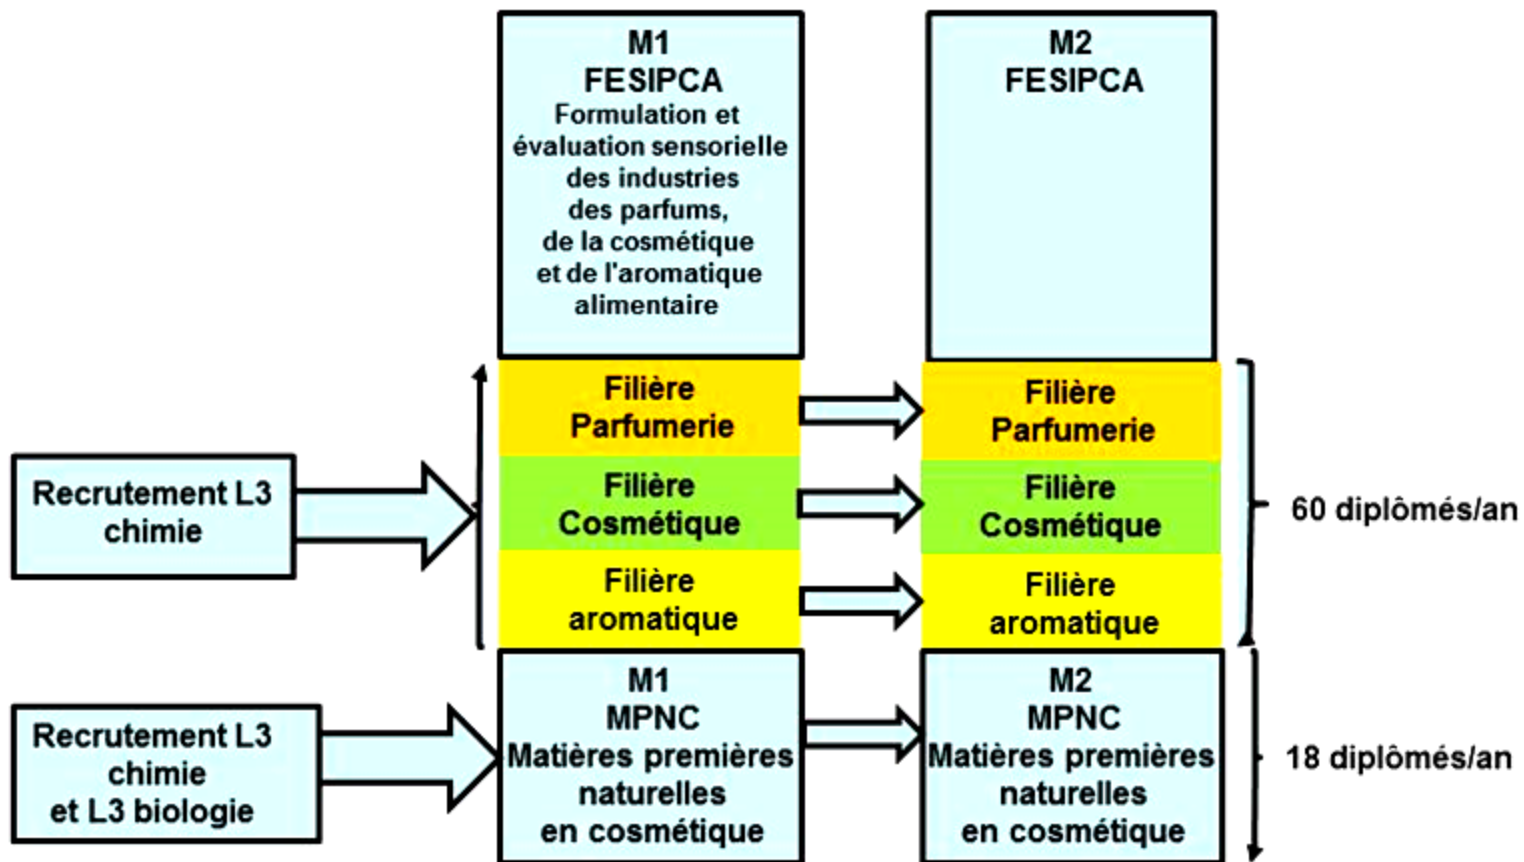 M1
FESIPCA
Formulation et
évaluation sensorielle
des industries
des parfums,
de la cosmétique
et de l'aromatique
alimentaire
M2
FESIPCA
Recrutement L3
chimie
Filière
Parfumerie
Filière
Parfumerie
Filière
Cosmétique
Filière
Cosmétique
Filière
aromatique
Filière
aromatique
60 diplômés/an
Recrutement L3
chimie
et L3 biologie
M1
MPNC
Matières premières
naturelles
en cosmétique
M2
MPNC
Matières premières
naturelles
en cosmétique
18 diplômés/an